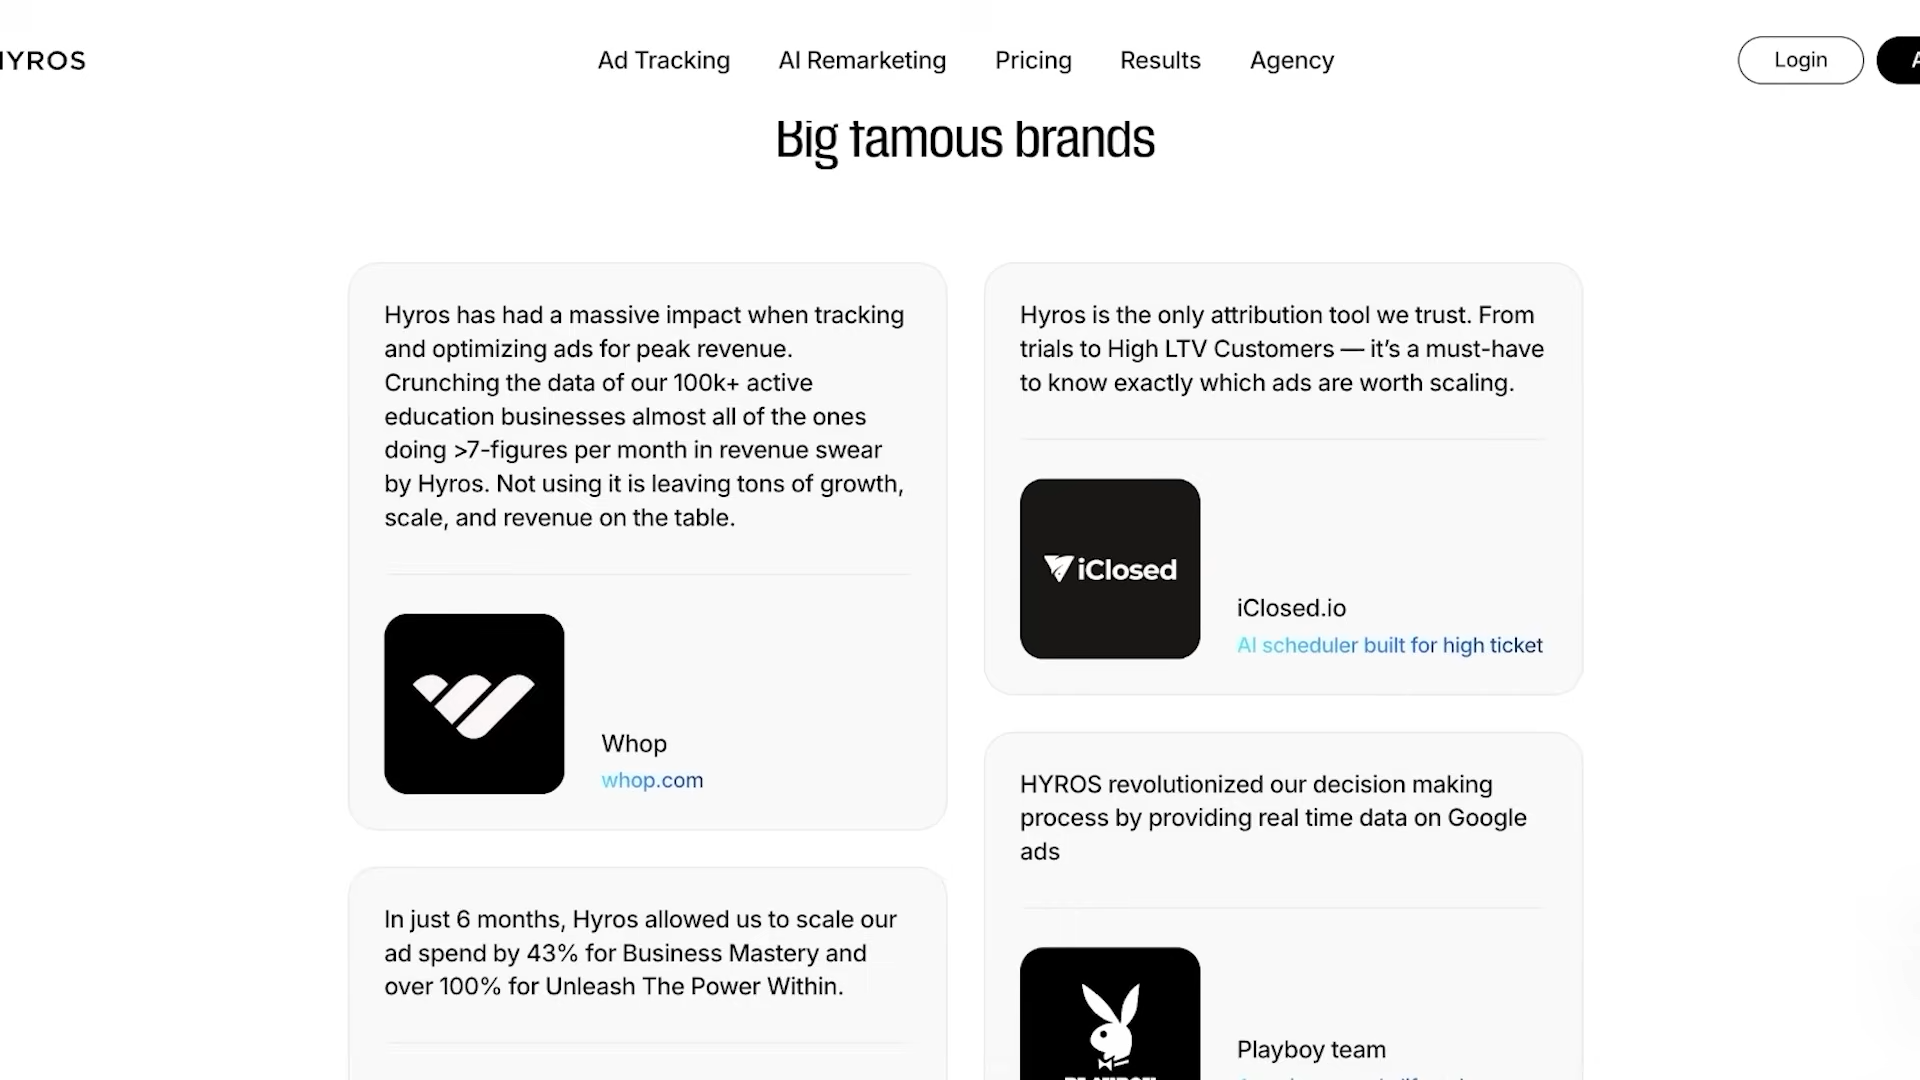 HYROS
Ad Tracking
AI Remarketing
Pricing
Results
Agency
Login
Big famous brands
Hyros has had a massive impact when tracking
and optimizing ads for peak revenue.
Crunching the data of our 100k+ active
education businesses almost all of the ones
doing >7-figures per month in revenue swear
by Hyros. Not using it is leaving tons of growth,
scale, and revenue on the table.
Whop
whop.com
In just 6 months, Hyros allowed us to scale our
ad spend by 43% for Business Mastery and
over 100% for Unleash The Power Within.
Hyros is the only attribution tool we trust. From
trials to High LTV Customers — it’s a must-have
to know exactly which ads are worth scaling.
iClosed
iClosed.io
AI scheduler built for high ticket
HYROS revolutionized our decision making
process by providing real time data on Google
ads
Playboy team